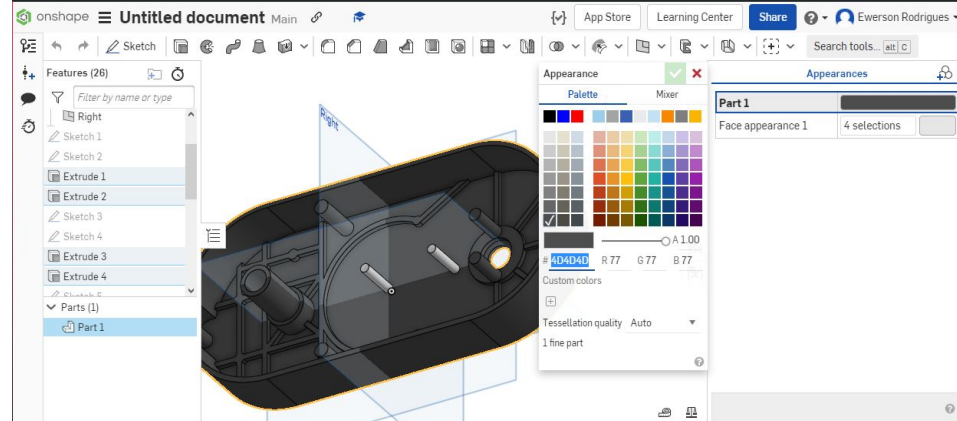 onshape Untitled document Main App Store Learning Center Share Ewerson Rodrigues
Sketch Search tools... alt C
Features (26)
Filter by name or type
Right
Sketch 1
Sketch 2
Extrude 1
Extrude 2
Sketch 3
Sketch 4
Extrude 3
Extrude 4
Sketch 5
Parts (1)
Part 1
Right
Appearance
Palette Mixer
A 1.00
# 4D4D4D R 77 G 77 B 77
Custom colors
Tessellation quality Auto
1 fine part
Appearances
Part 1
Face appearance 1 4 selections